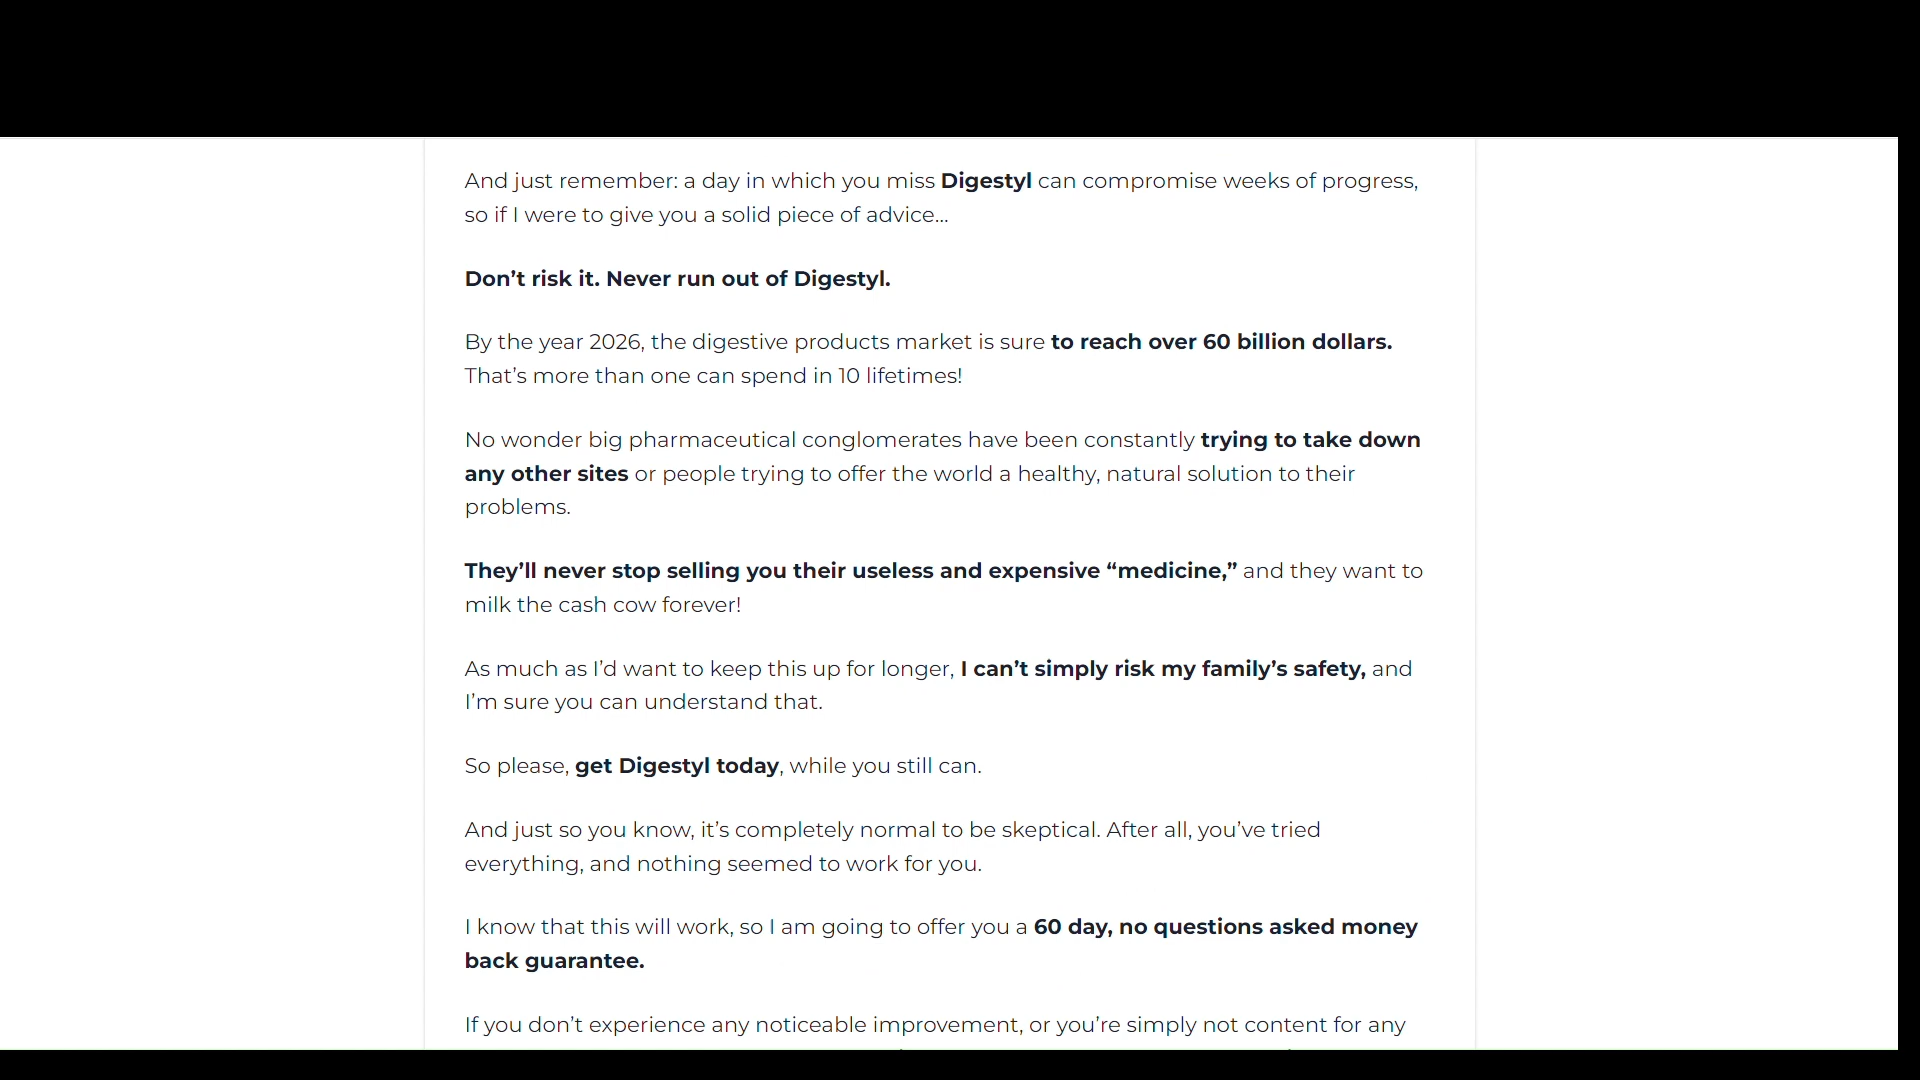 And just remember: a day in which you miss Digestyl can compromise weeks of progress,
so if I were to give you a solid piece of advice…
Don’t risk it. Never run out of Digestyl.
By the year 2026, the digestive products market is sure to reach over 60 billion dollars.
That’s more than one can spend in 10 lifetimes!
No wonder big pharmaceutical conglomerates have been constantly trying to take down
any other sites or people trying to offer the world a healthy, natural solution to their
problems.
They’ll never stop selling you their useless and expensive “medicine,” and they want to
milk the cash cow forever!
As much as I’d want to keep this up for longer, I can’t simply risk my family’s safety, and
I’m sure you can understand that.
So please, get Digestyl today, while you still can.
And just so you know, it’s completely normal to be skeptical. After all, you’ve tried
everything, and nothing seemed to work for you.
I know that this will work, so I am going to offer you a 60 day, no questions asked money
back guarantee.
If you don’t experience any noticeable improvement, or you’re simply not content for any